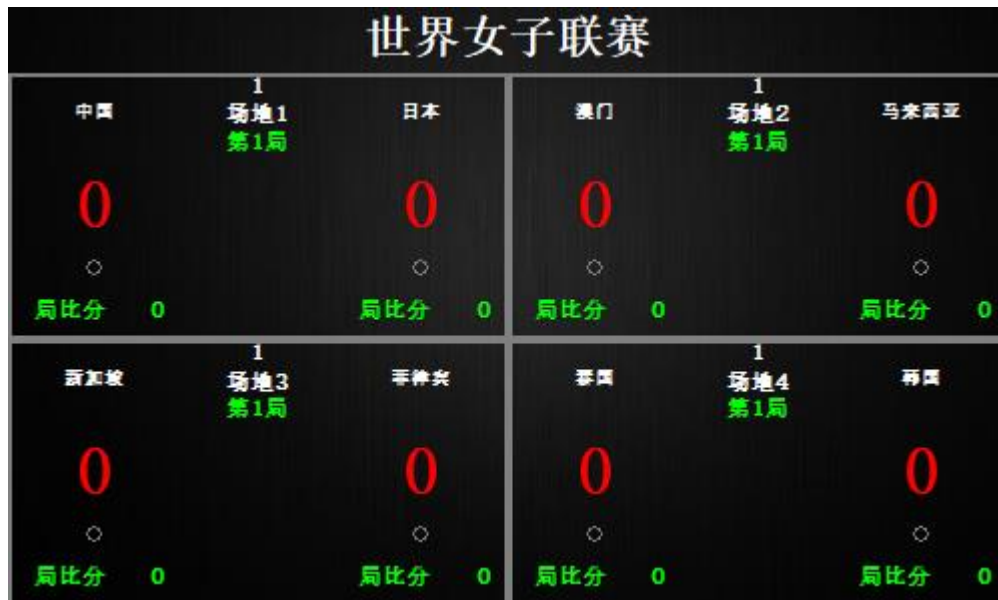 世界女子联赛
1
中国 场地1 日本
第1局
0 0
局比分 0 局比分 0
1
澳门 场地2 马来西亚
第1局
0 0
局比分 0 局比分 0
1
新加坡 场地3 菲律宾
第1局
0 0
局比分 0 局比分 0
1
泰国 场地4 韩国
第1局
0 0
局比分 0 局比分 0